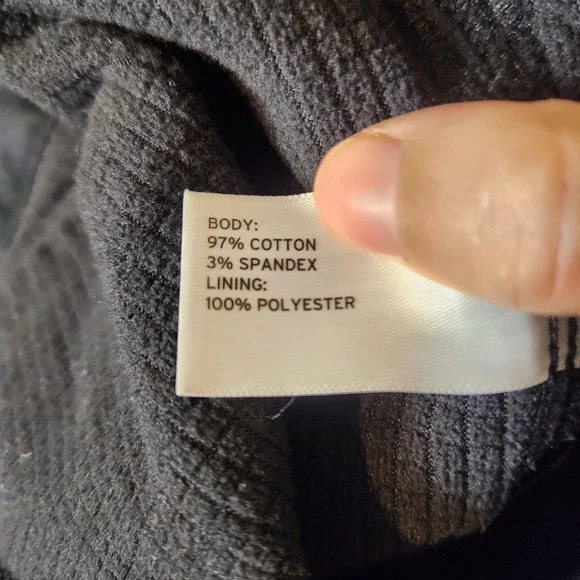 BODY:
97% COTTON
3% SPANDEX
LINING:
100% POLYESTER